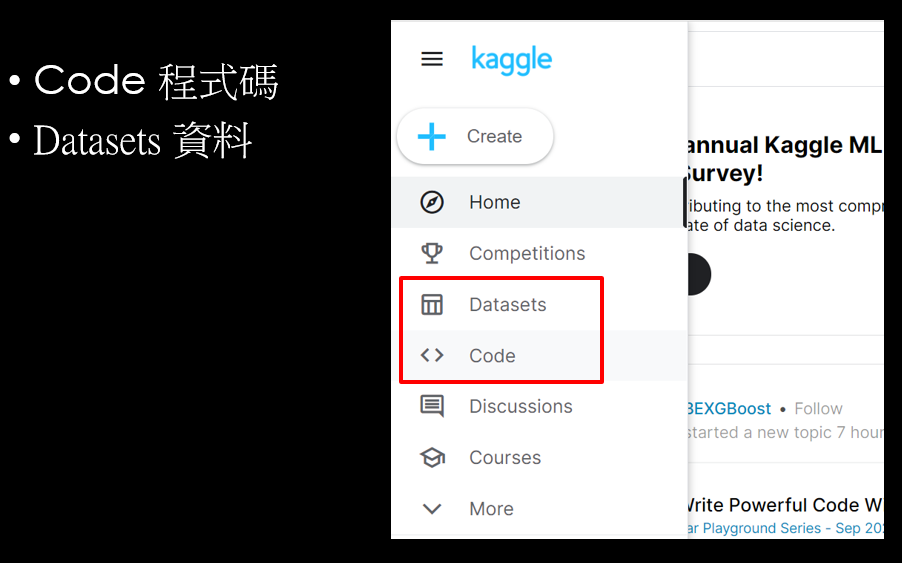 • Code 程式碼
• Datasets 資料
kaggle
Create
Home
Competitions
Datasets
Code
Discussions
Courses
More
annual Kaggle ML
Survey!
ributing to the most compr
ate of data science.
BEXGBoost • Follow
started a new topic 7 hour
Write Powerful Code W
ar Playground Series - Sep 202